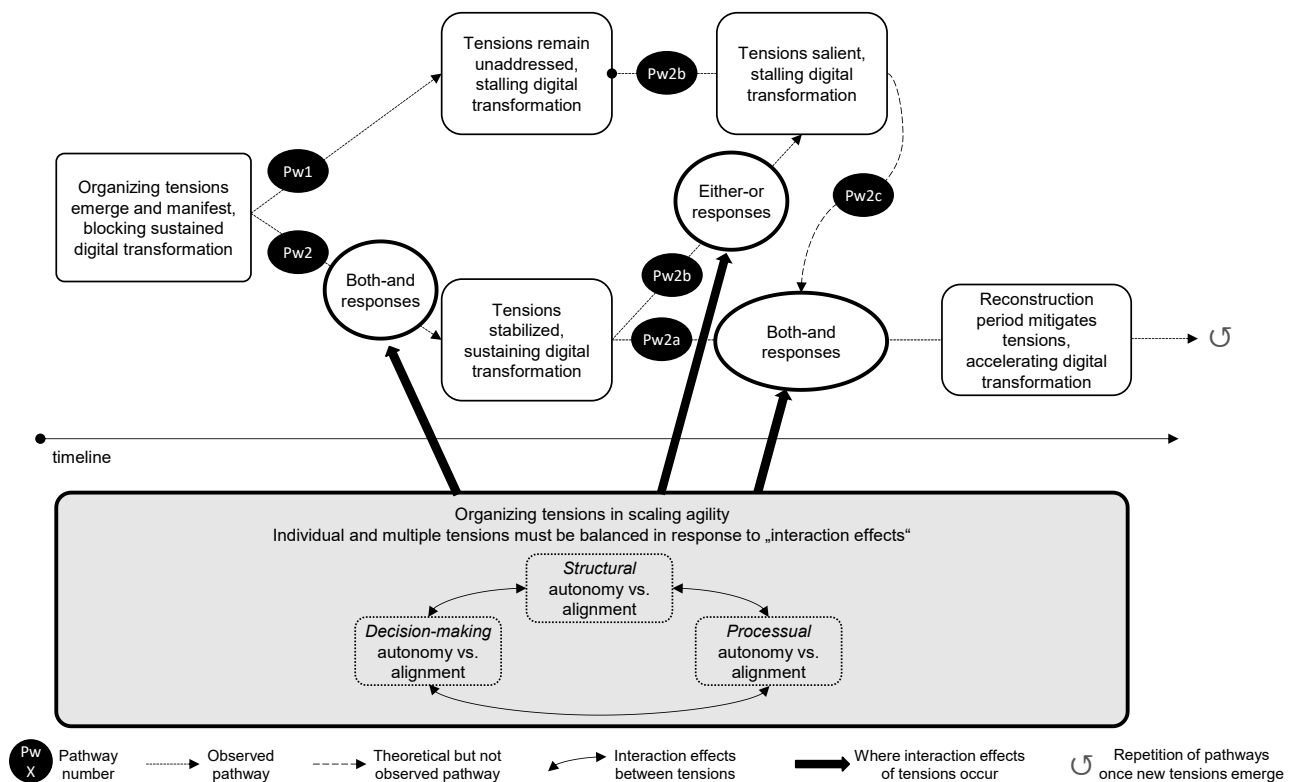 Tensions remain
unaddressed,
stalling digital
transformation
Pw2b
Tensions salient,
stalling digital
transformation
Pw1
Organizing tensions
emerge and manifest,
blocking sustained
digital transformation
Pw2
Both-and
responses
Either-or
responses
Pw2c
Pw2b
Tensions
stabilized,
sustaining digital
transformation
Pw2a
Both-and
responses
Reconstruction
period mitigates
tensions,
accelerating digital
transformation
timeline
Organizing tensions in scaling agility
Individual and multiple tensions must be balanced in response to „interaction effects“
Structural
autonomy vs.
alignment
Decision-making
autonomy vs.
alignment
Processual
autonomy vs.
alignment
Pw
X
Pathway
number
Observed
pathway
Theoretical but not
observed pathway
Interaction effects
between tensions
Where interaction effects
of tensions occur
Repetition of pathways
once new tensions emerge